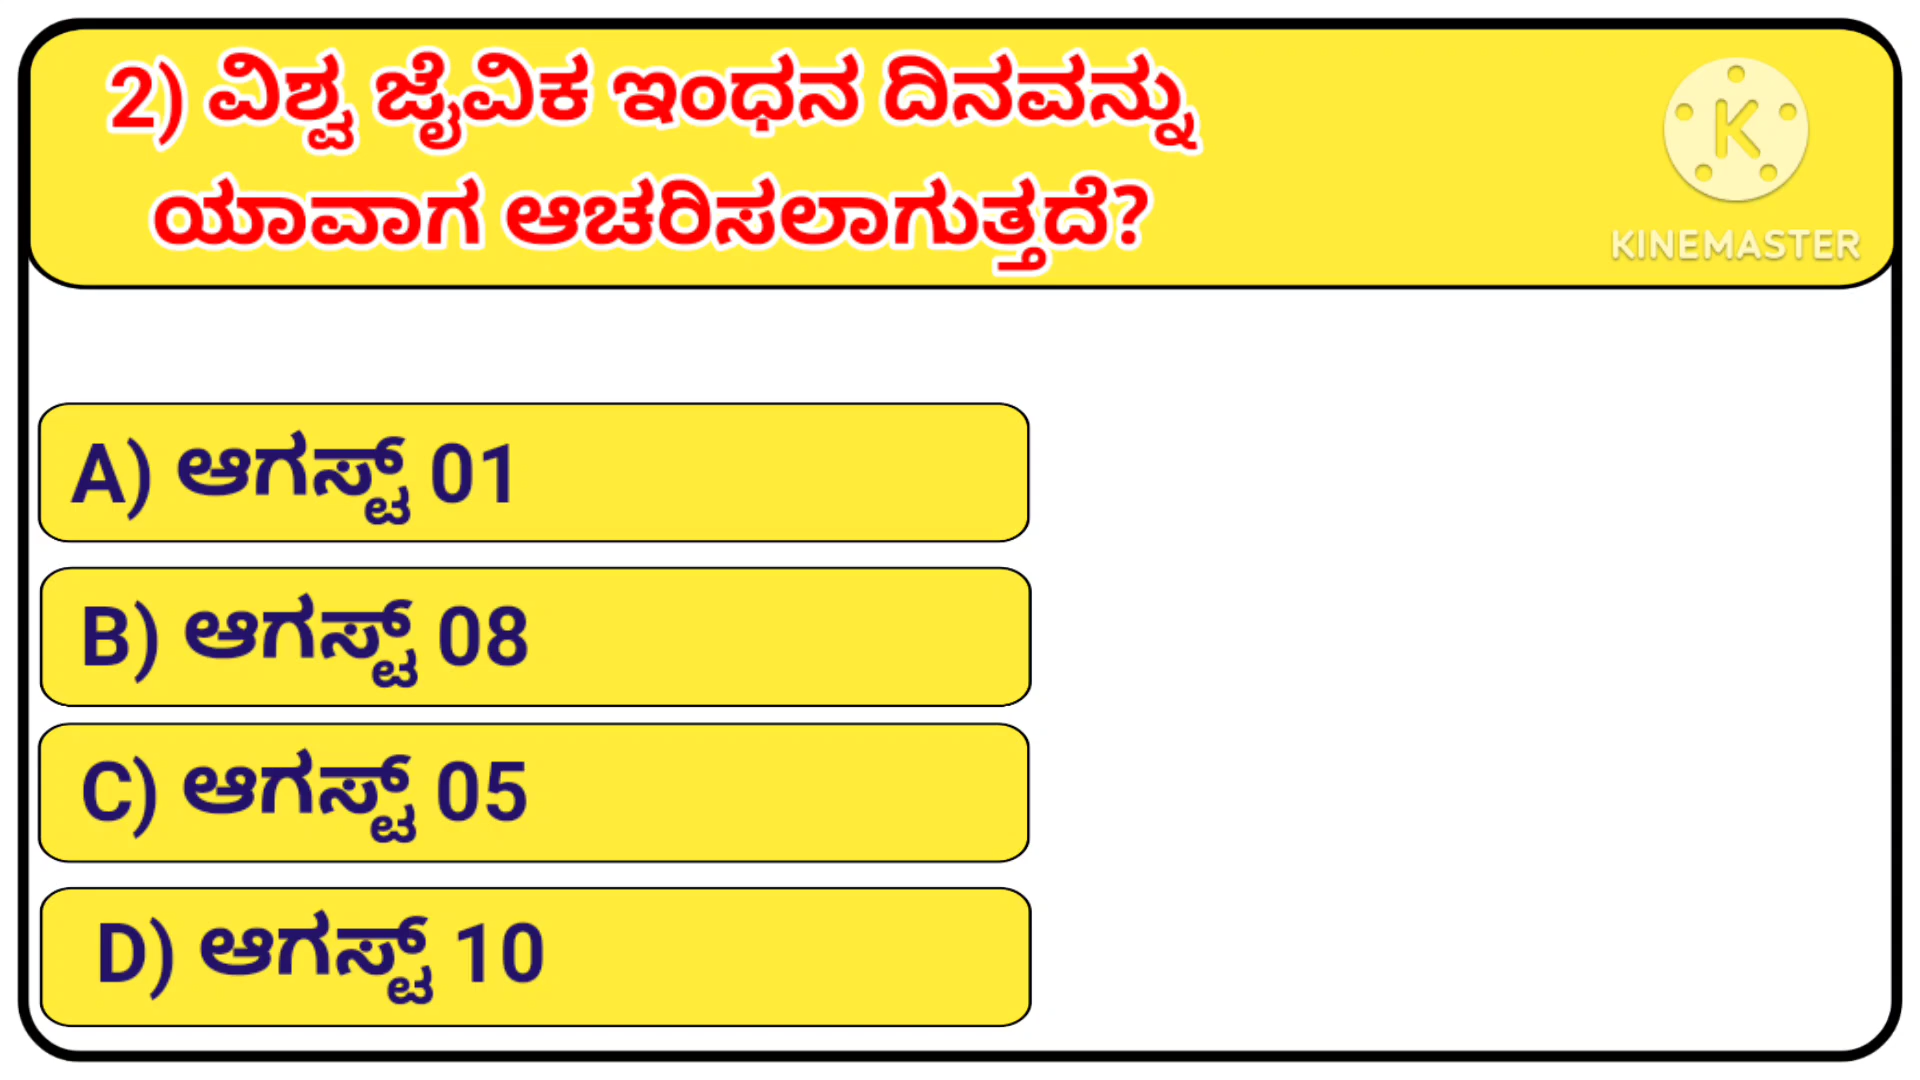 2) ವಿಶ್ವ ಜೈವಿಕ ಇಂಧನ ದಿನವನ್ನು
ಯಾವಾಗ ಆಚರಿಸಲಾಗುತ್ತದೆ?
K
KINEMASTER
A) ಆಗಸ್ಟ್ 01
B) ಆಗಸ್ಟ್ 08
C) ಆಗಸ್ಟ್ 05
D) ಆಗಸ್ಟ್ 10